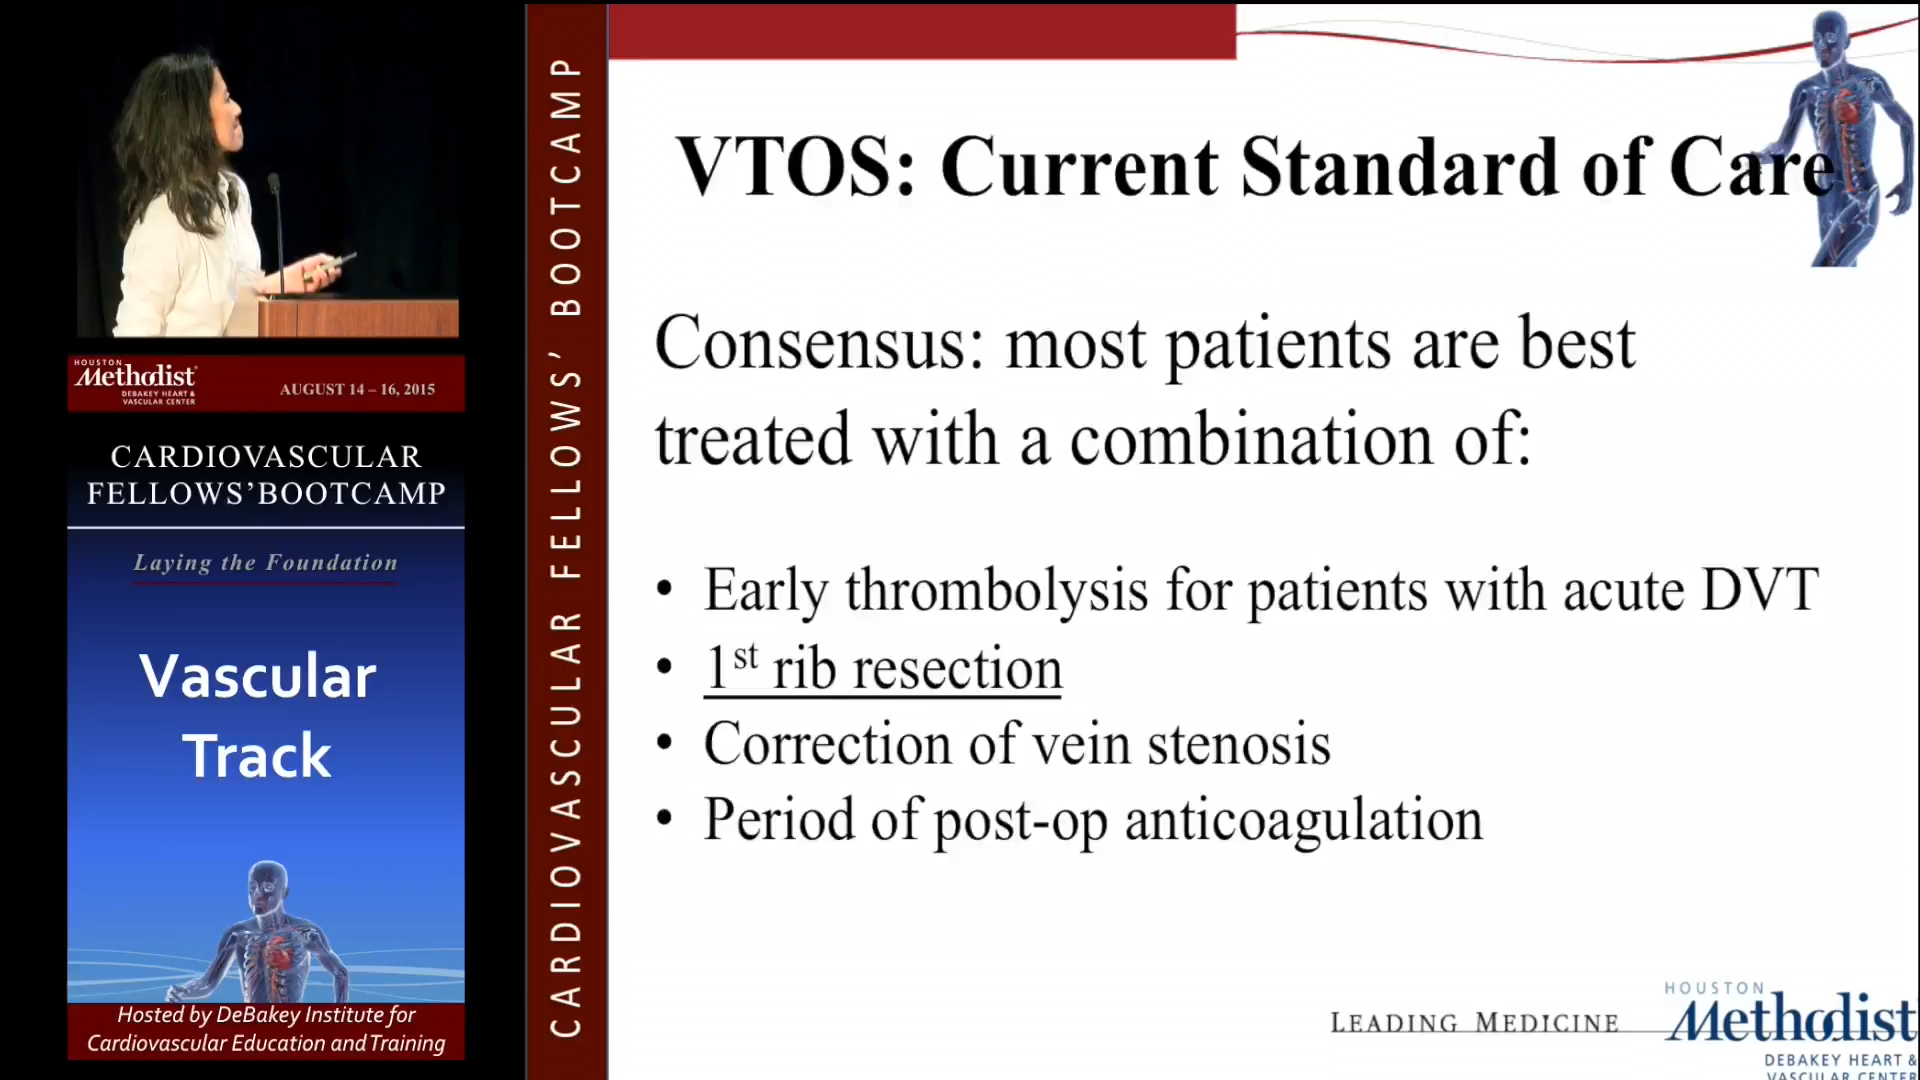 HOUSTON
Methodist
DEBAKEY HEART &
VASCULAR CENTER
AUGUST 14 – 16, 2015
CARDIOVASCULAR
FELLOWS'BOOTCAMP
Laying the Foundation
Vascular
Track
Hosted by DeBakey Institute for
Cardiovascular Education and Training
CARDIOVASCULAR FELLOWS' BOOTCAMP
VTOS: Current Standard of Care
Consensus: most patients are best
treated with a combination of:
• Early thrombolysis for patients with acute DVT
• 1st rib resection
• Correction of vein stenosis
• Period of post-op anticoagulation
LEADING MEDICINE
HOUSTON
Methodist
DEBAKEY HEART &
VASCULAR CENTER